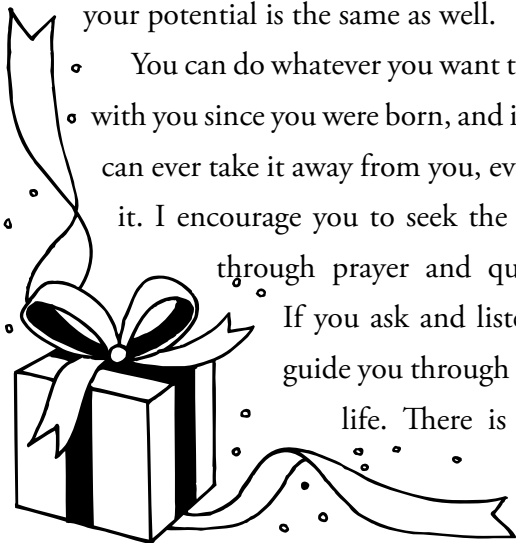 your potential is the same as well.
You can do whatever you want t
with you since you were born, and i
can ever take it away from you, ev
it. I encourage you to seek the
through prayer and qu
If you ask and liste
guide you through
life. There is